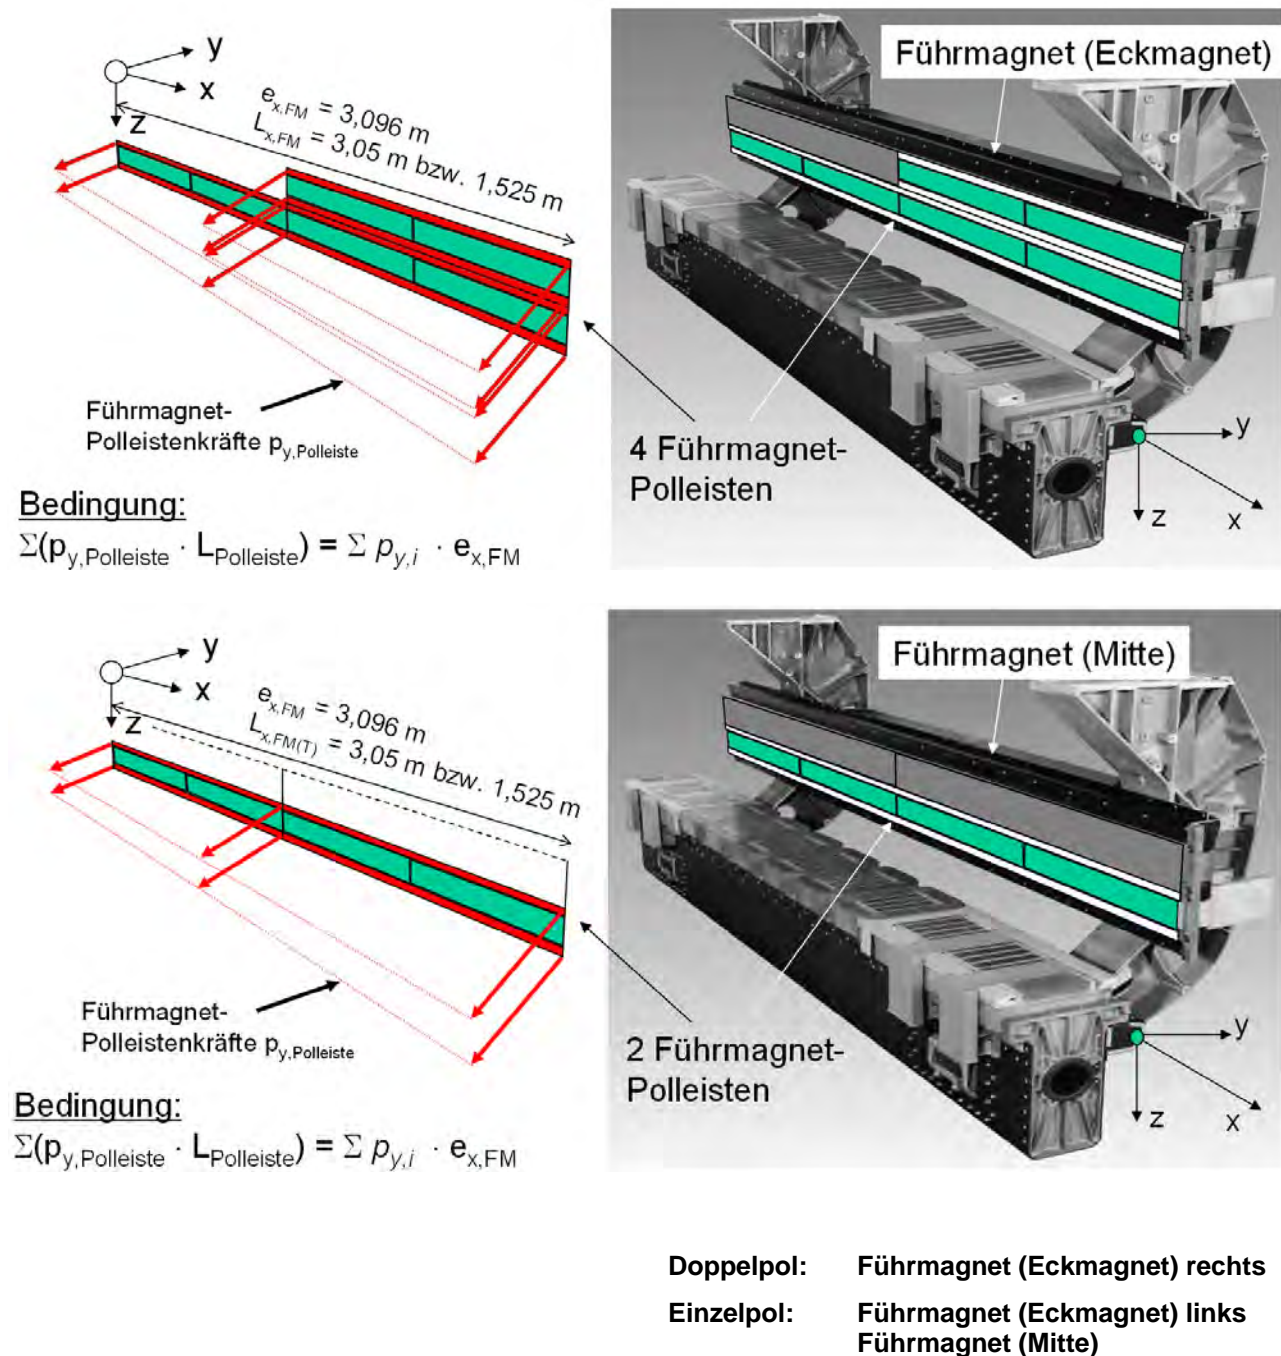 y
x
z
e_x,FM = 3,096 m
L_x,FM = 3,05 m bzw. 1,525 m
Führmagnet-
Polleistenkräfte p_y,Polleiste
Bedingung:
Σ(p_y,Polleiste · L_Polleiste) = Σ p_y,i · e_x,FM
Führmagnet (Eckmagnet)
4 Führmagnet-
Polleisten
y
z
x
y
x
z
e_x,FM = 3,096 m
L_x,FM(T) = 3,05 m bzw. 1,525 m
Führmagnet-
Polleistenkräfte p_y,Polleiste
Bedingung:
Σ(p_y,Polleiste · L_Polleiste) = Σ p_y,i · e_x,FM
Führmagnet (Mitte)
2 Führmagnet-
Polleisten
y
z
x
Doppelpol: Führmagnet (Eckmagnet) rechts
Einzelpol: Führmagnet (Eckmagnet) links
Führmagnet (Mitte)